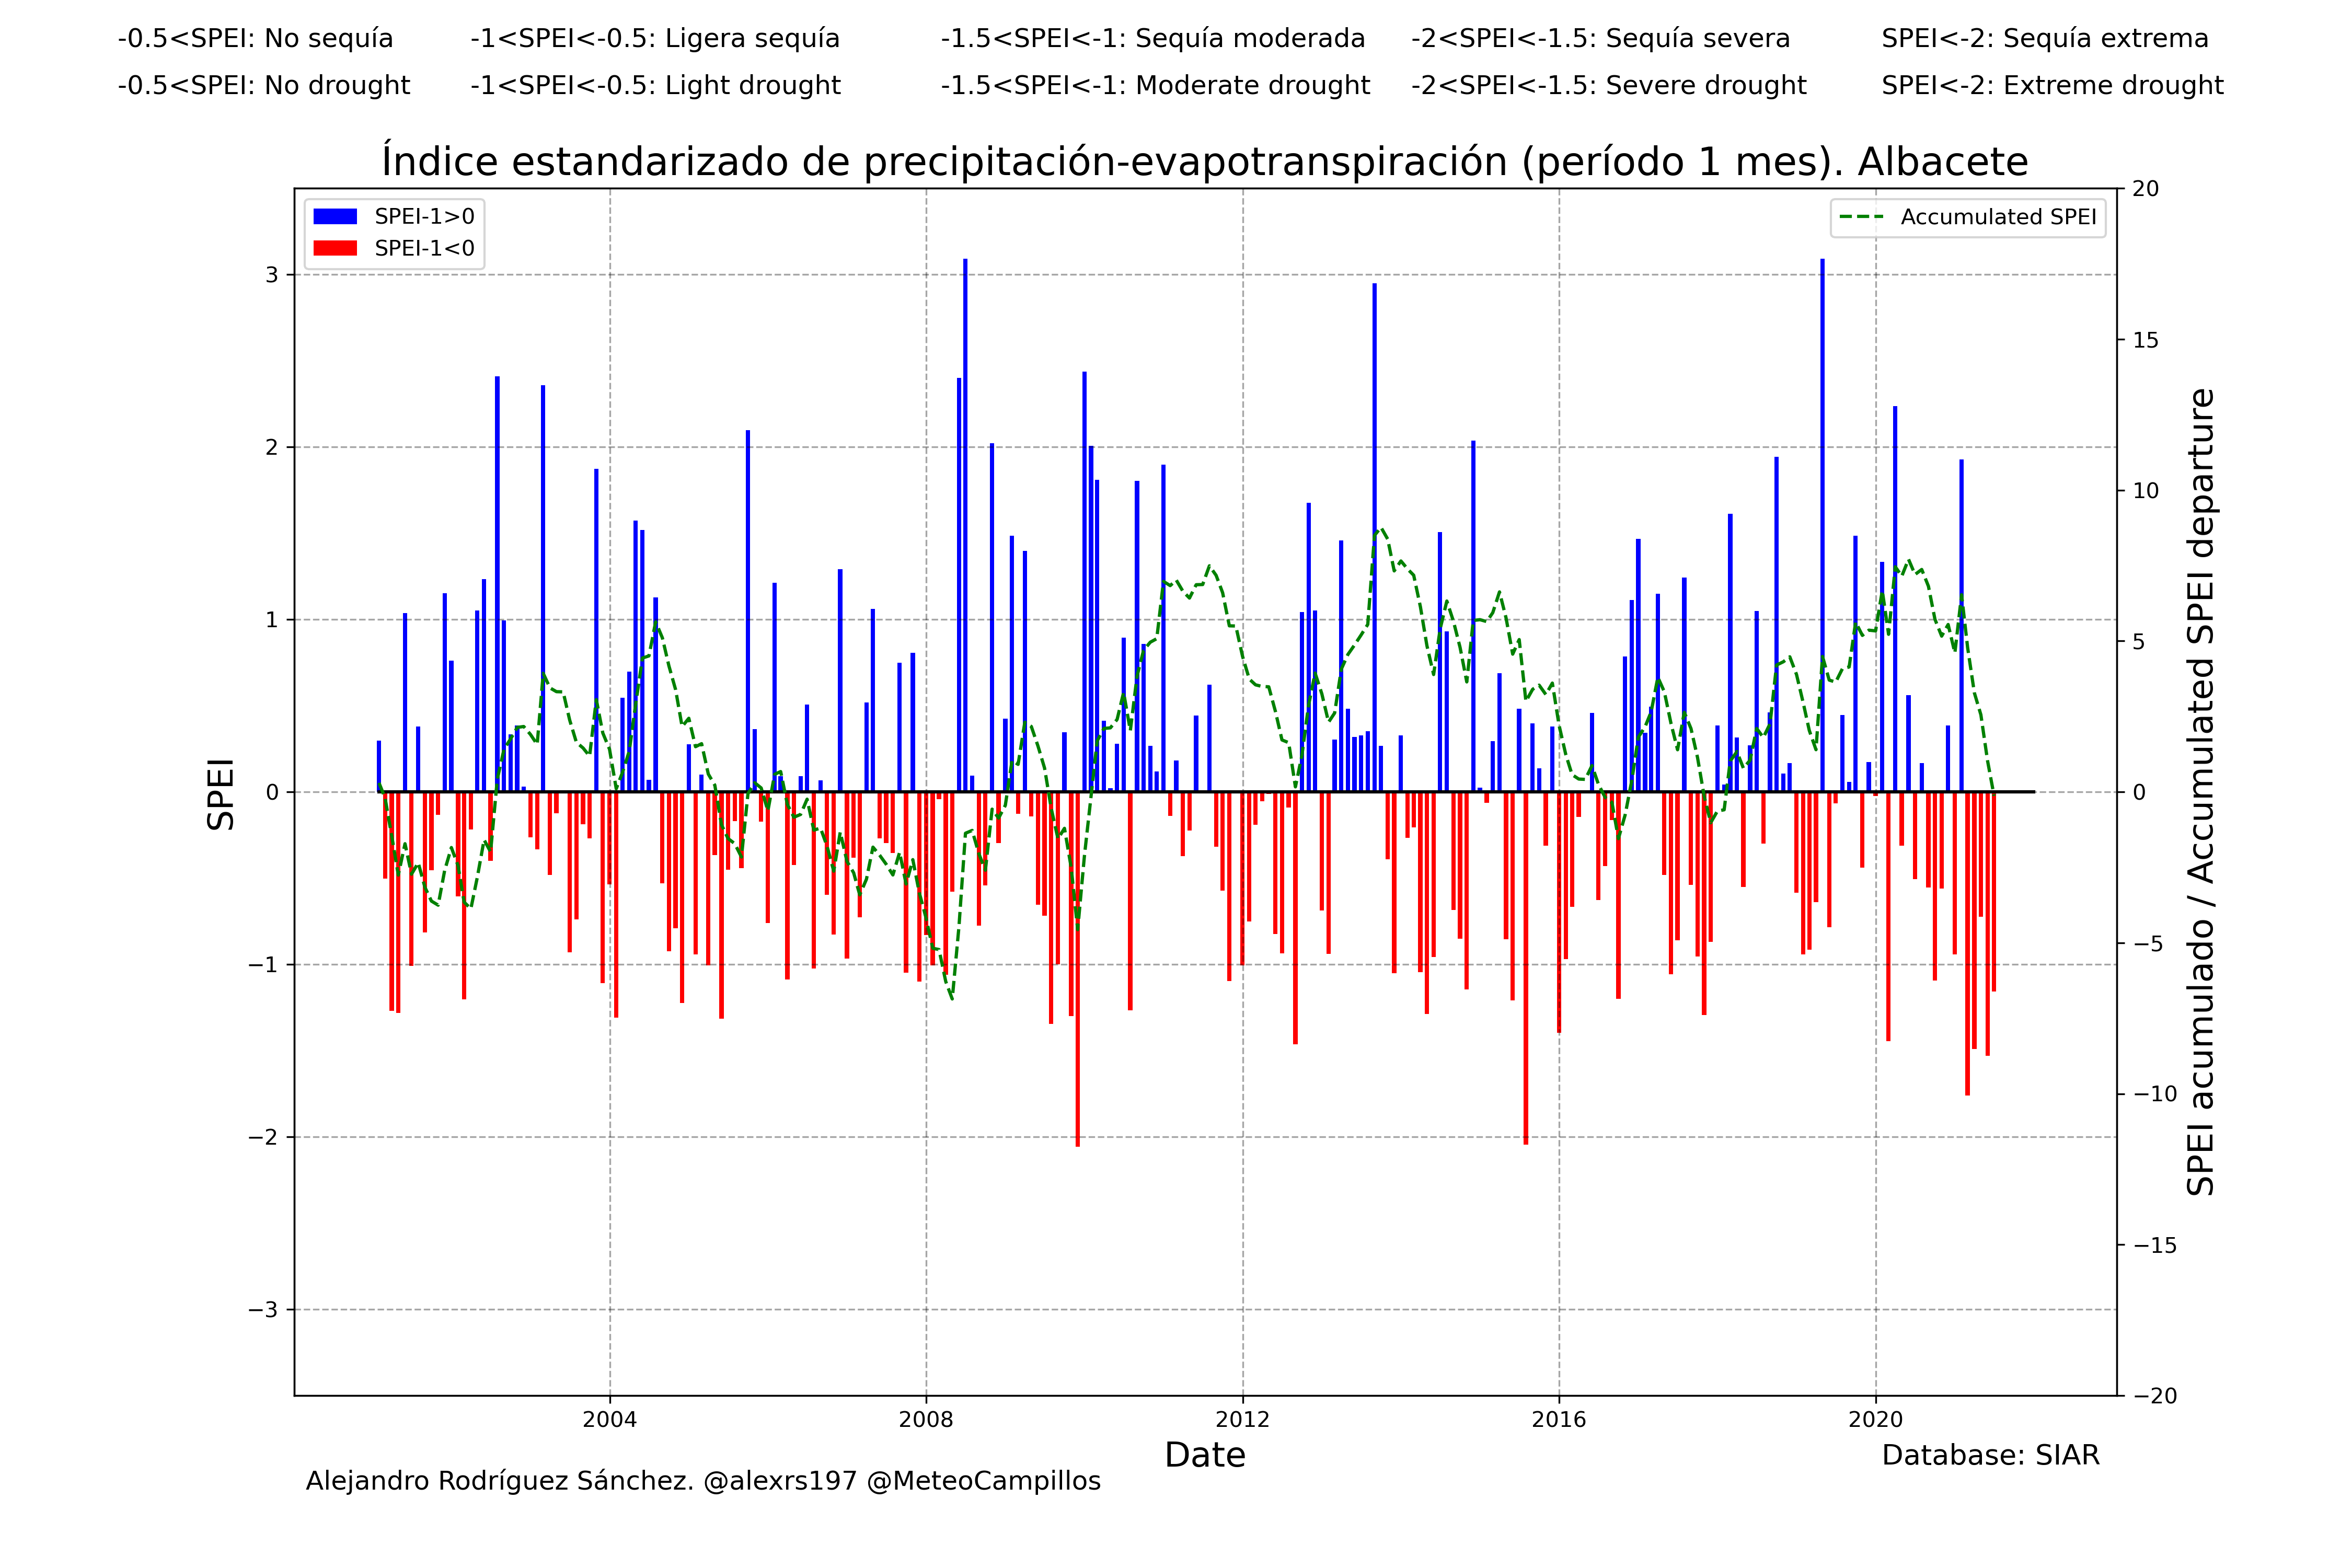 -0.5<SPEI: No sequía
-1<SPEI<-0.5: Ligera sequía
-1.5<SPEI<-1: Sequía moderada
-2<SPEI<-1.5: Sequía severa
SPEI<-2: Sequía extrema
-0.5<SPEI: No drought
-1<SPEI<-0.5: Light drought
-1.5<SPEI<-1: Moderate drought
-2<SPEI<-1.5: Severe drought
SPEI<-2: Extreme drought
Índice estandarizado de precipitación-evapotranspiración (período 1 mes). Albacete
SPEI-1>0
SPEI-1<0
Accumulated SPEI
SPEI
3
2
1
0
−1
−2
−3
20
15
10
5
0
−5
−10
−15
−20
SPEI acumulado / Accumulated SPEI departure
2004
2008
2012
2016
2020
Date
Database: SIAR
Alejandro Rodríguez Sánchez. @alexrs197 @MeteoCampillos